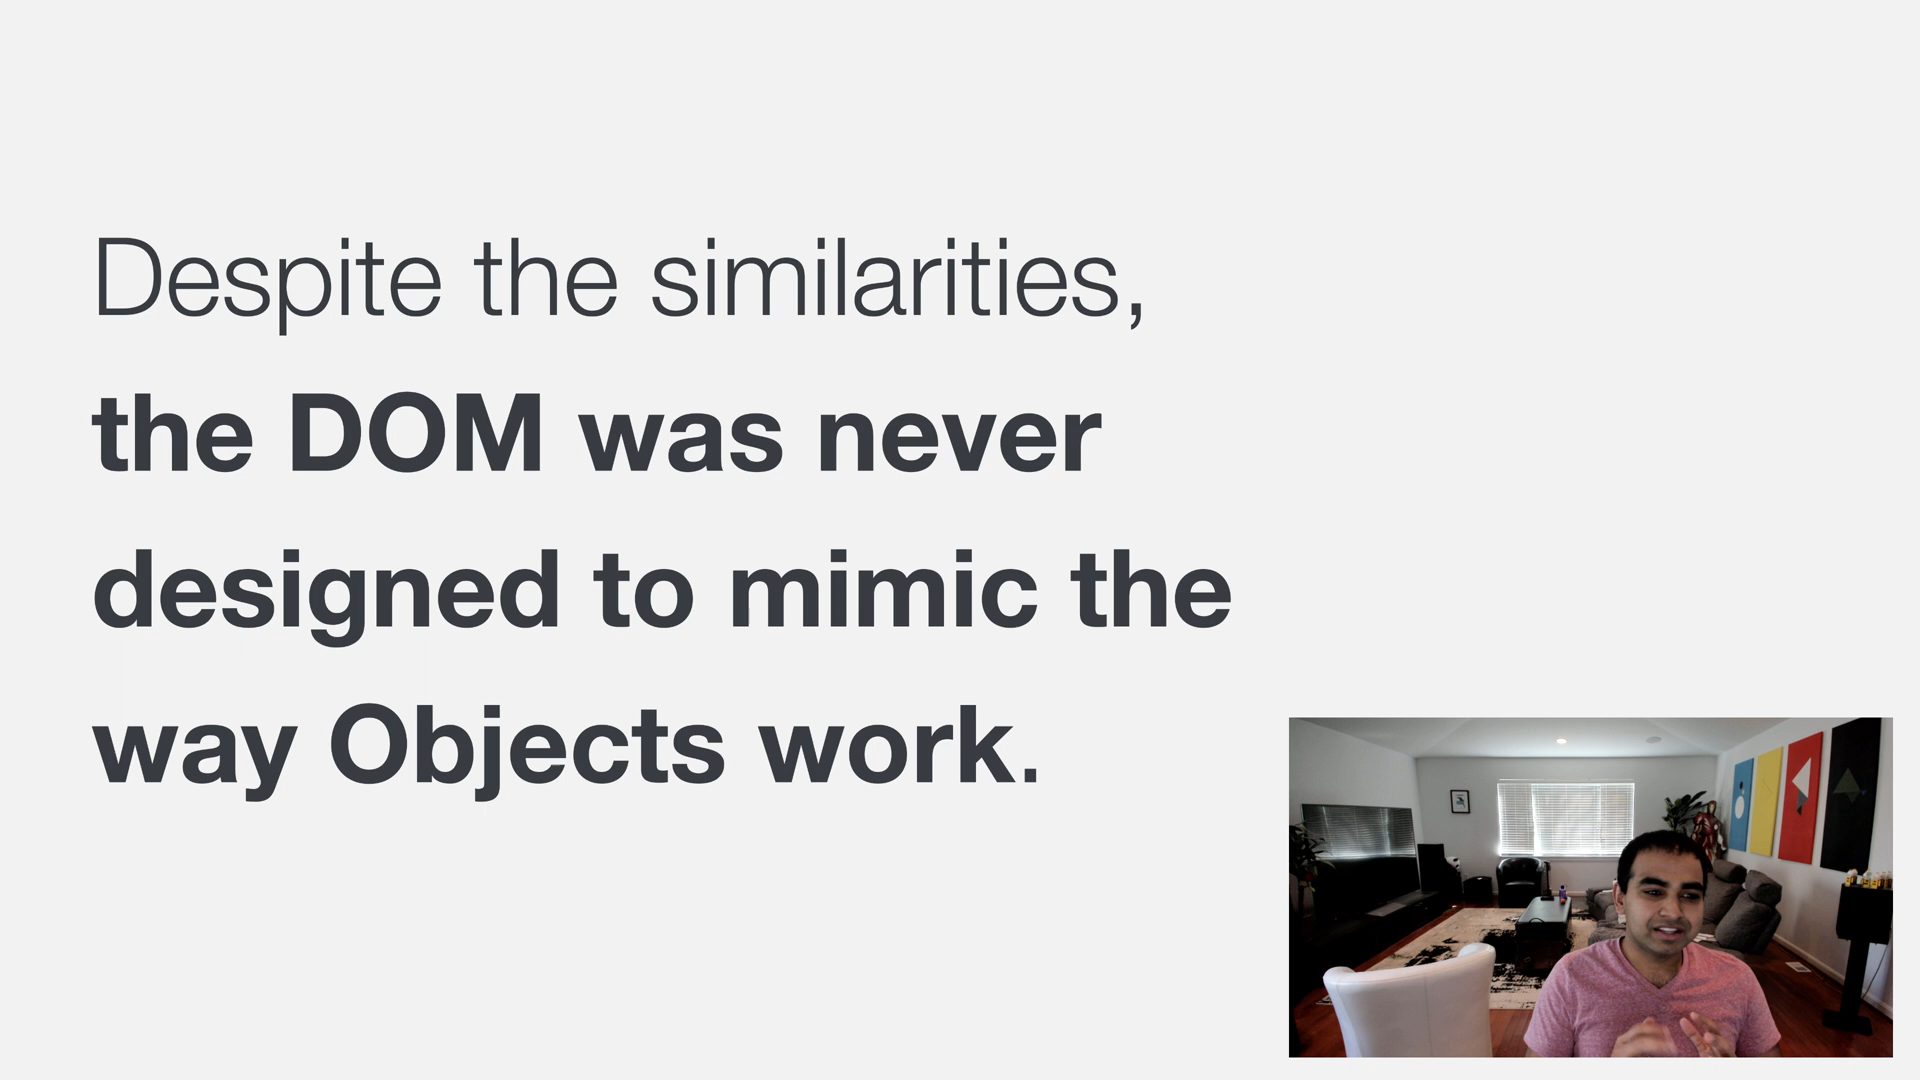 Despite the similarities,
the DOM was never
designed to mimic the
way Objects work.